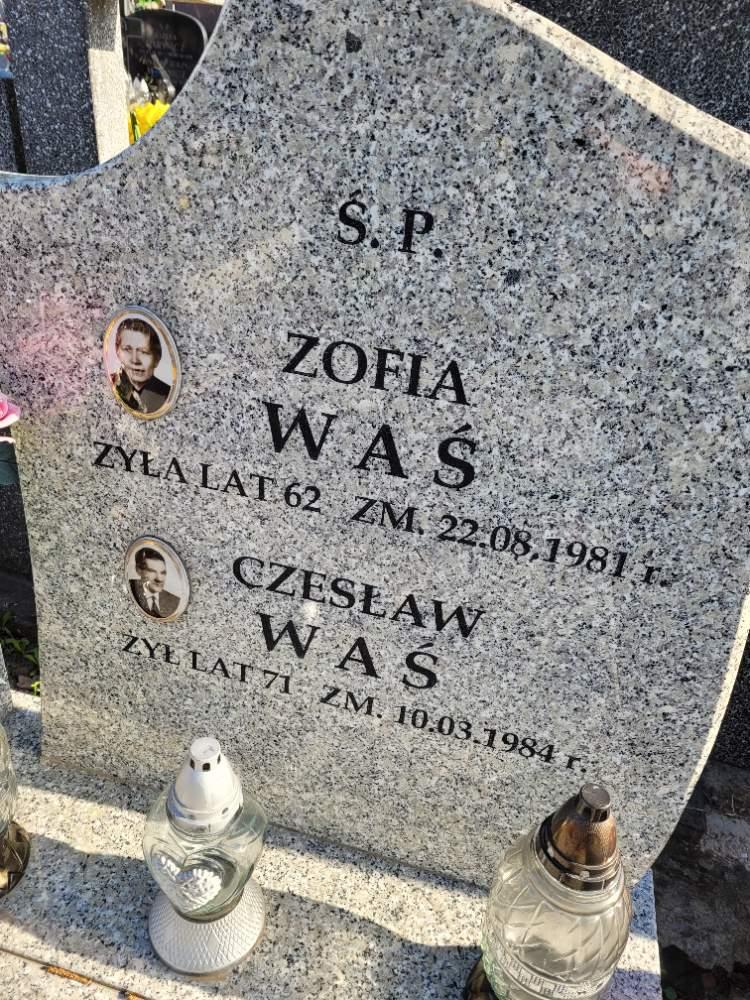 Ś. P.
ZOFIA
WAŚ
ŻYŁA LAT 62 ZM. 22.08.1981 r.
CZESŁAW
WAŚ
ŻYŁ LAT 71 ZM. 10.03.1984 r.